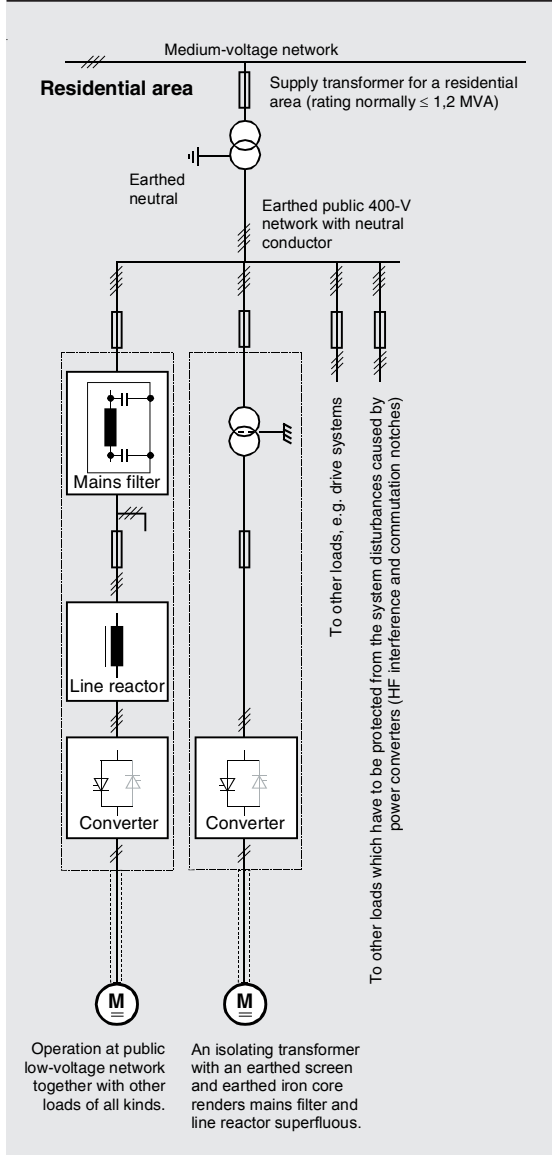 Medium-voltage network
Residential area
Supply transformer for a residential
area (rating normally ≤ 1,2 MVA)
Earthed
neutral
Earthed public 400-V
network with neutral
conductor
Mains filter
Line reactor
Converter
Converter
To other loads, e.g. drive systems
To other loads which have to be protected from the system disturbances caused by
power converters (HF interference and commutation notches)
M
M
Operation at public
low-voltage network
together with other
loads of all kinds.
An isolating transformer
with an earthed screen
and earthed iron core
renders mains filter and
line reactor superfluous.